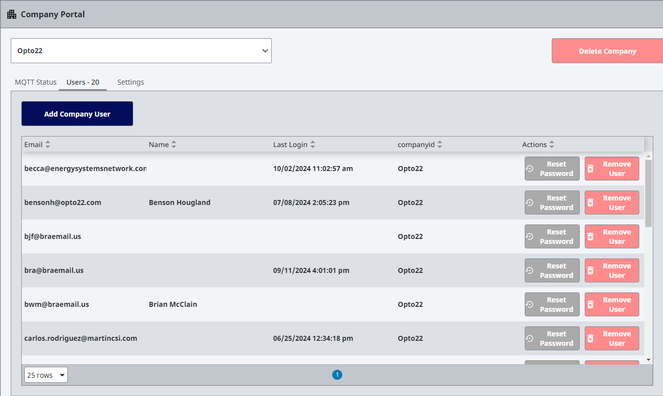 Company Portal
Opto22
Delete Company
MQTT Status Users - 20 Settings
Add Company User
Email Name Last Login companyid Actions
becca@energysystemsnetwork.com 10/02/2024 11:02:57 am Opto22 Reset Password Remove User
bensonh@opto22.com Benson Hougland 07/08/2024 2:05:23 pm Opto22 Reset Password Remove User
bjf@braemail.us Opto22 Reset Password Remove User
bra@braemail.us 09/11/2024 4:01:01 pm Opto22 Reset Password Remove User
bwm@braemail.us Brian McClain Opto22 Reset Password Remove User
carlos.rodriguez@martincsi.com 06/25/2024 12:34:18 pm Opto22 Reset Password Remove User
25 rows 1